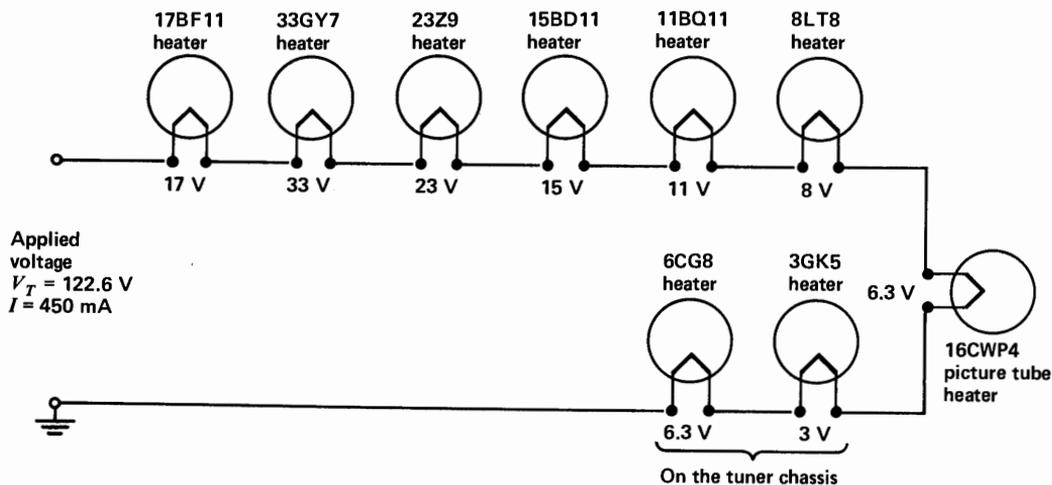 17BF11
heater
33GY7
heater
23Z9
heater
15BD11
heater
11BQ11
heater
8LT8
heater
17 V
33 V
23 V
15 V
11 V
8 V
Applied
voltage
V_T = 122.6 V
I = 450 mA
6CG8
heater
3GK5
heater
6.3 V
16CWP4
picture tube
heater
6.3 V
3 V
On the tuner chassis